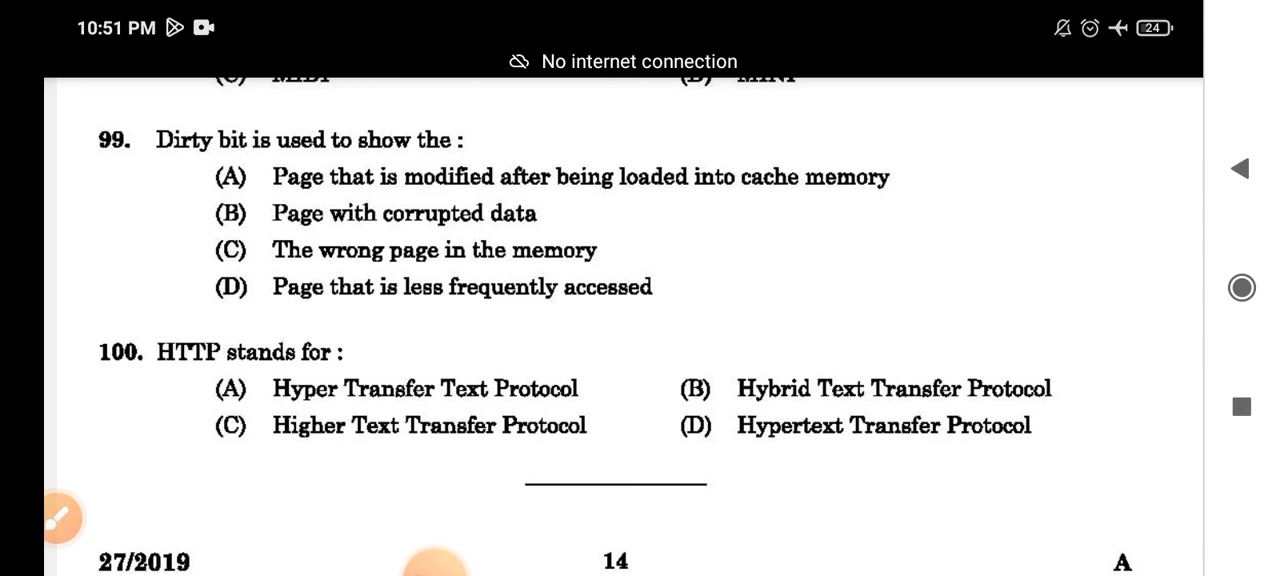 10:51 PM 24
No internet connection
99. Dirty bit is used to show the :
(A) Page that is modified after being loaded into cache memory
(B) Page with corrupted data
(C) The wrong page in the memory
(D) Page that is less frequently accessed
100. HTTP stands for :
(A) Hyper Transfer Text Protocol (B) Hybrid Text Transfer Protocol
(C) Higher Text Transfer Protocol (D) Hypertext Transfer Protocol
27/2019 14 A